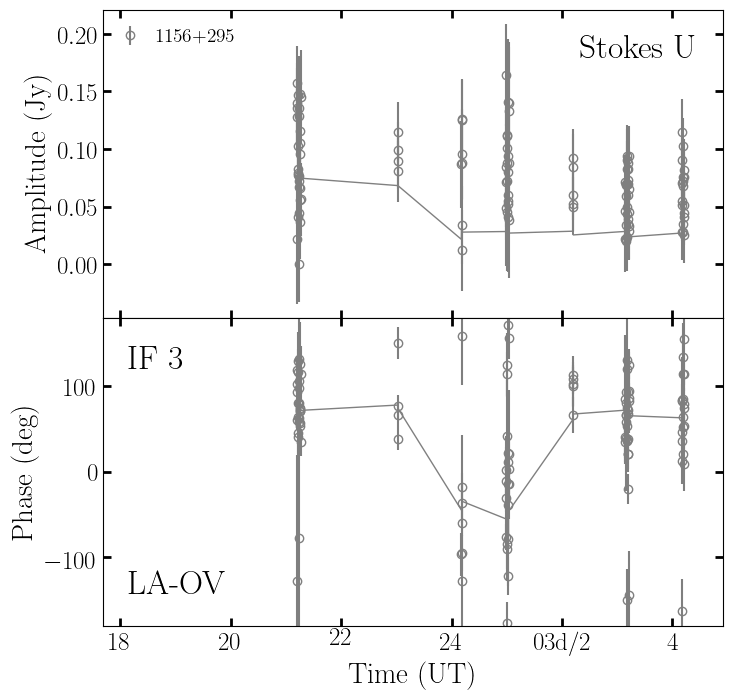 1156+295
Stokes U
Amplitude (Jy)
0.20
0.15
0.10
0.05
0.00
IF 3
LA-OV
Phase (deg)
100
0
−100
18 20 22 24 03d/2 4
Time (UT)